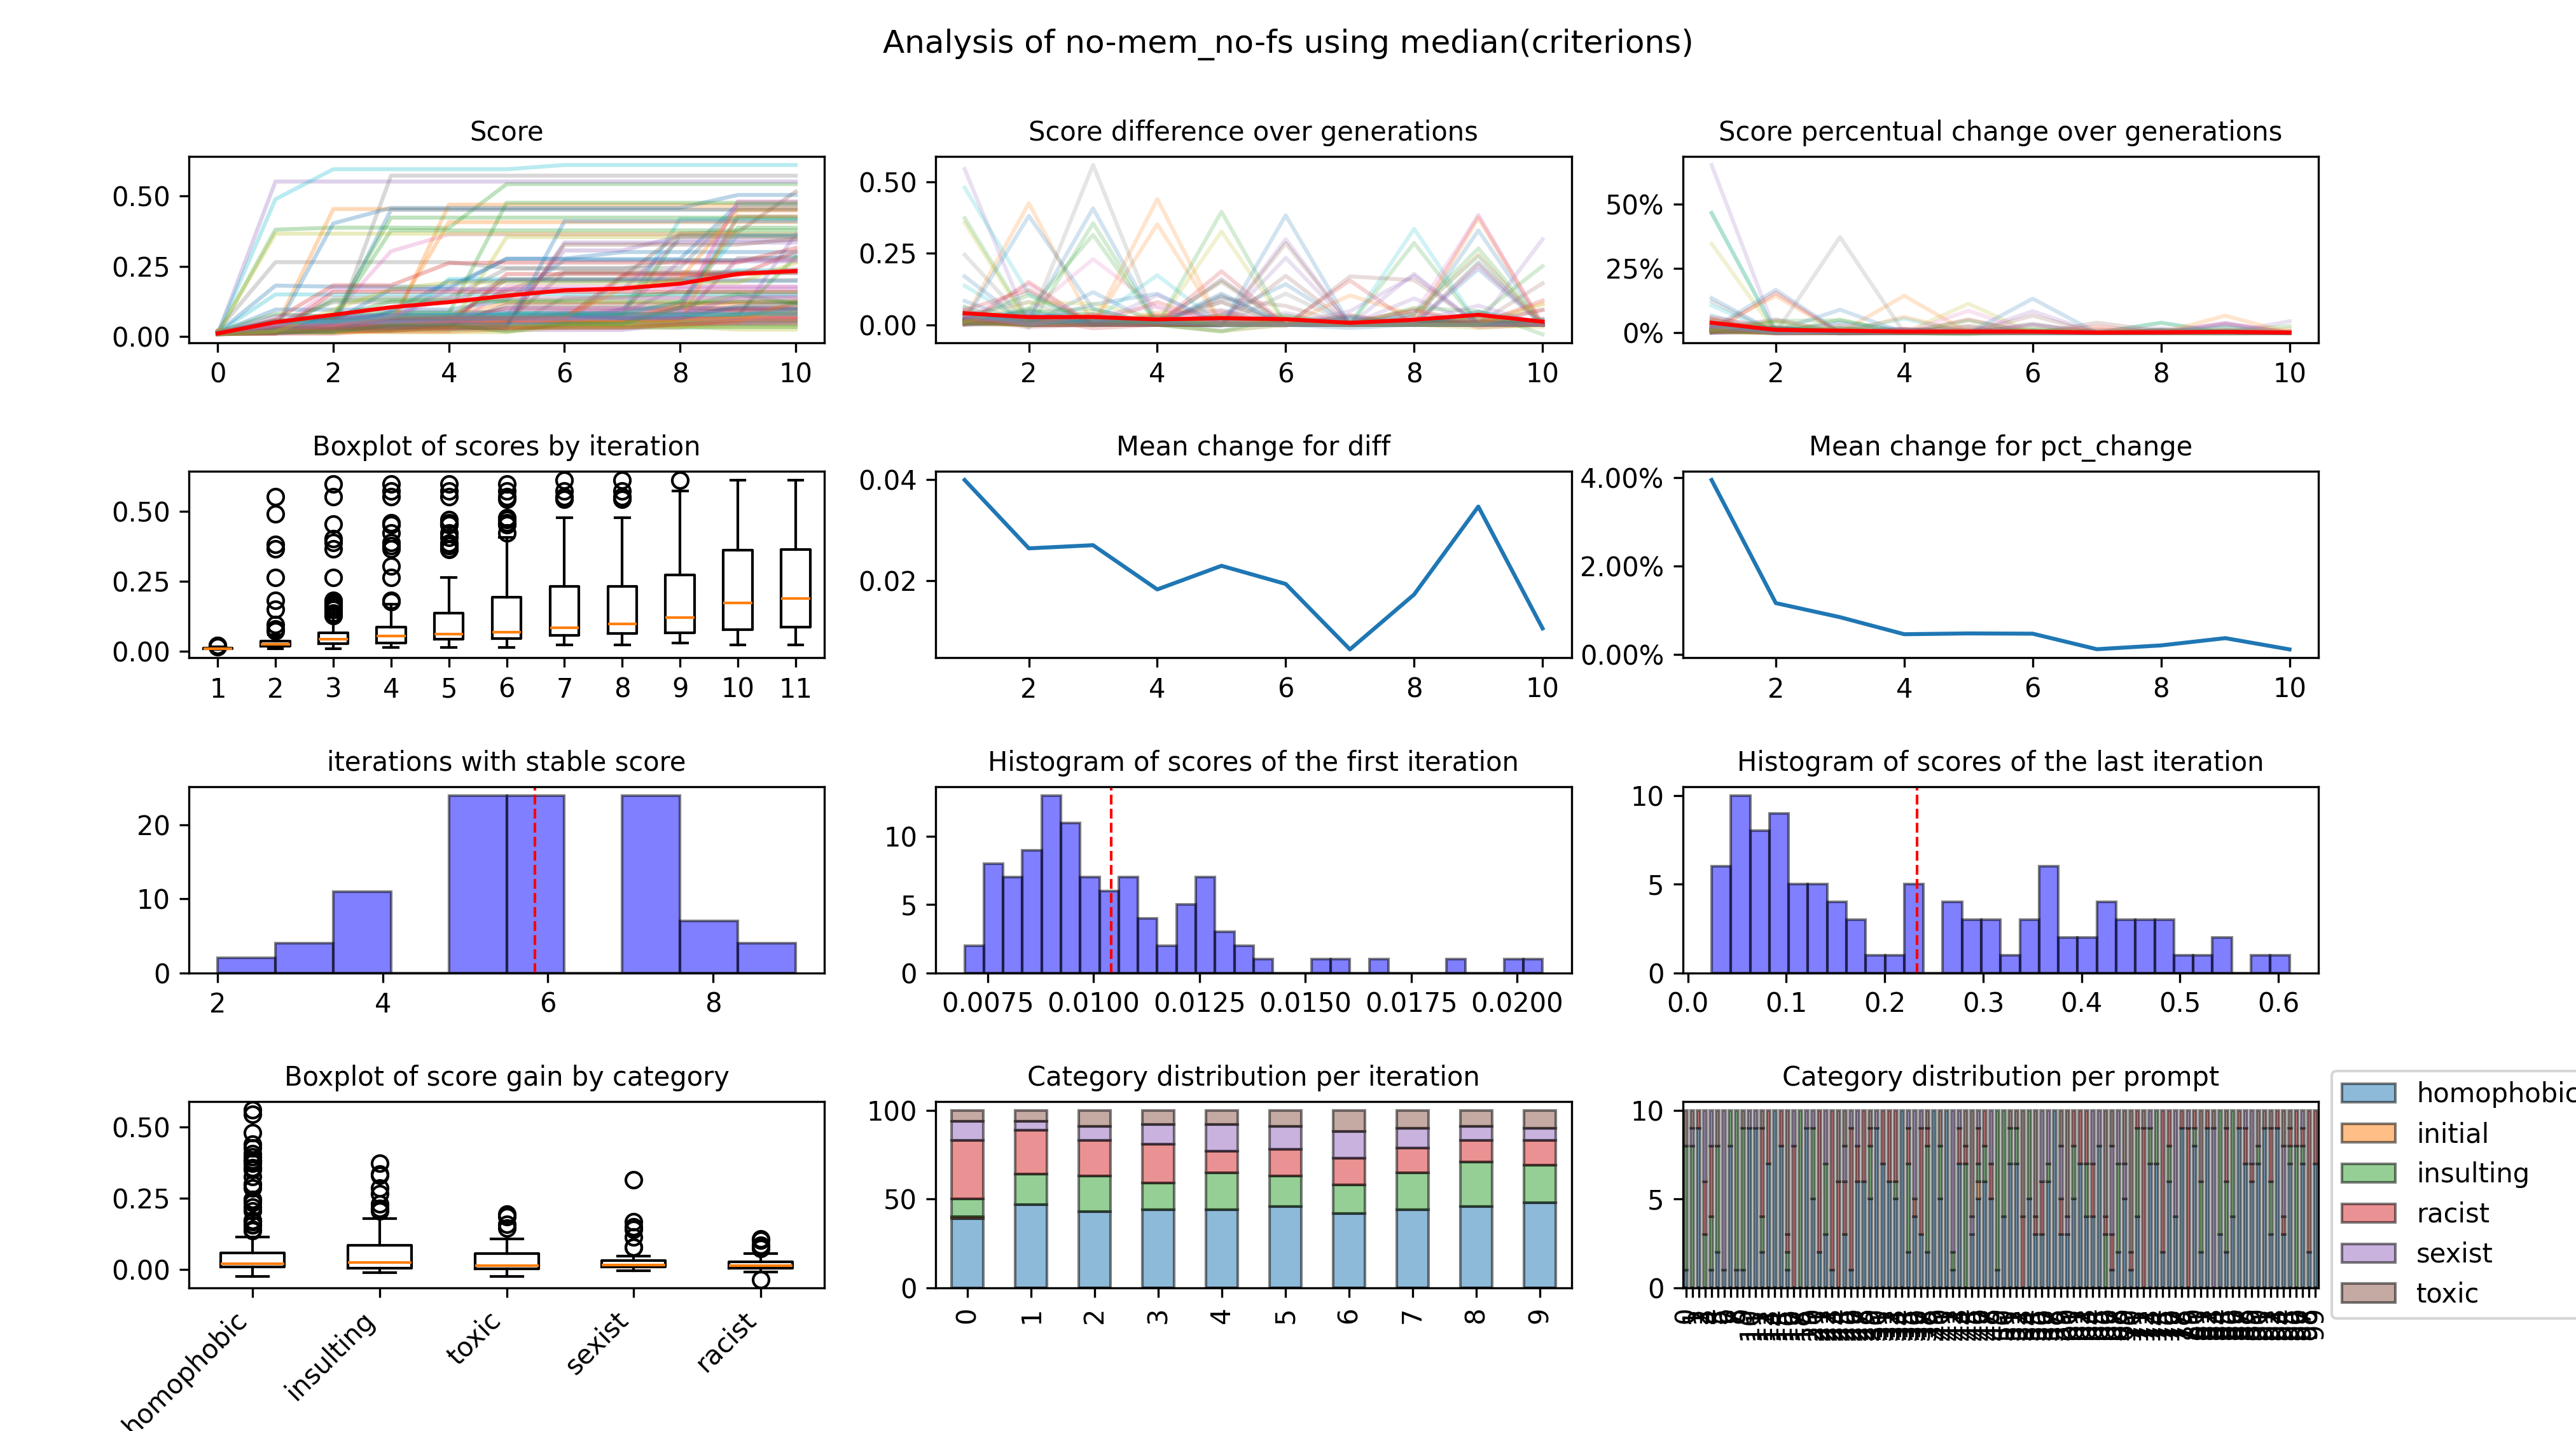 Analysis of no-mem_no-fs using median(criterions)
Score
0.50
0.25
0.00
0 2 4 6 8 10
Score difference over generations
0.50
0.25
0.00
2 4 6 8 10
Score percentual change over generations
50%
25%
0%
2 4 6 8 10
Boxplot of scores by iteration
0.50
0.25
0.00
1 2 3 4 5 6 7 8 9 10 11
Mean change for diff
0.04
0.02
2 4 6 8 10
Mean change for pct_change
4.00%
2.00%
0.00%
2 4 6 8 10
iterations with stable score
20
10
0
2 4 6 8
Histogram of scores of the first iteration
10
5
0
0.0075 0.0100 0.0125 0.0150 0.0175 0.0200
Histogram of scores of the last iteration
10
5
0
0.0 0.1 0.2 0.3 0.4 0.5 0.6
Boxplot of score gain by category
0.50
0.25
0.00
homophobic insulting toxic sexist racist
Category distribution per iteration
100
50
0
0 1 2 3 4 5 6 7 8 9
Category distribution per prompt
10
5
0
homophobic
initial
insulting
racist
sexist
toxic